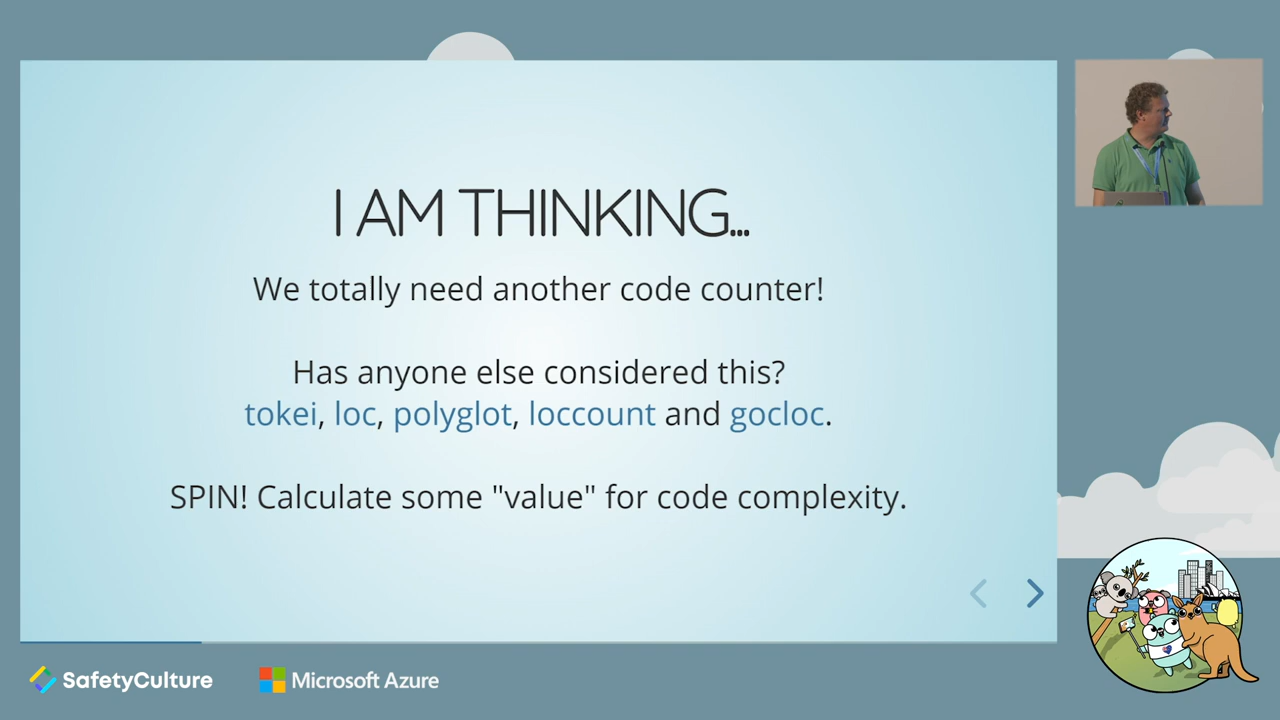 I AM THINKING...
We totally need another code counter!
Has anyone else considered this?
tokei, loc, polyglot, loccount and gocloc.
SPIN! Calculate some "value" for code complexity.
SafetyCulture
Microsoft Azure